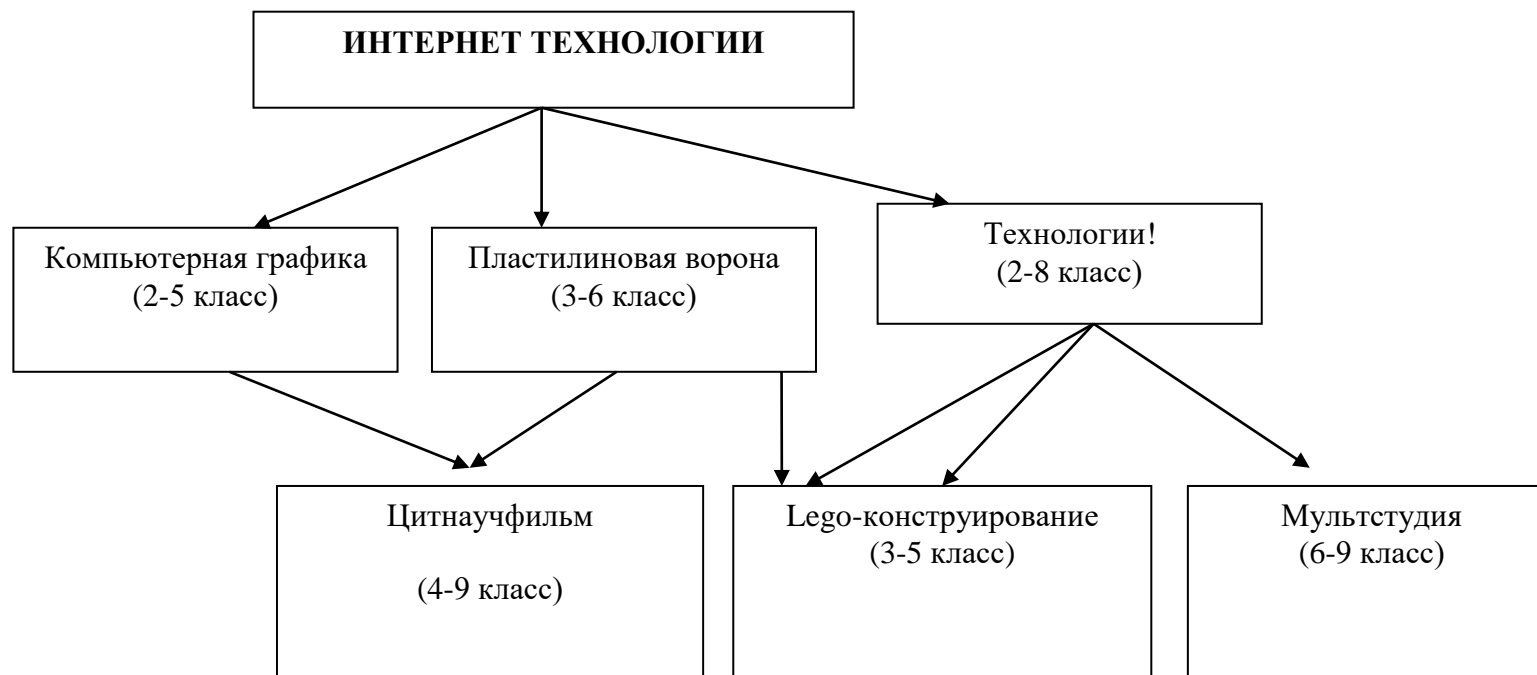 ИНТЕРНЕТ ТЕХНОЛОГИИ
Компьютерная графика
(2-5 класс)
Пластилиновая ворона
(3-6 класс)
Технологии!
(2-8 класс)
Цитнаучфильм
(4-9 класс)
Lego-конструирование
(3-5 класс)
Мультстудия
(6-9 класс)